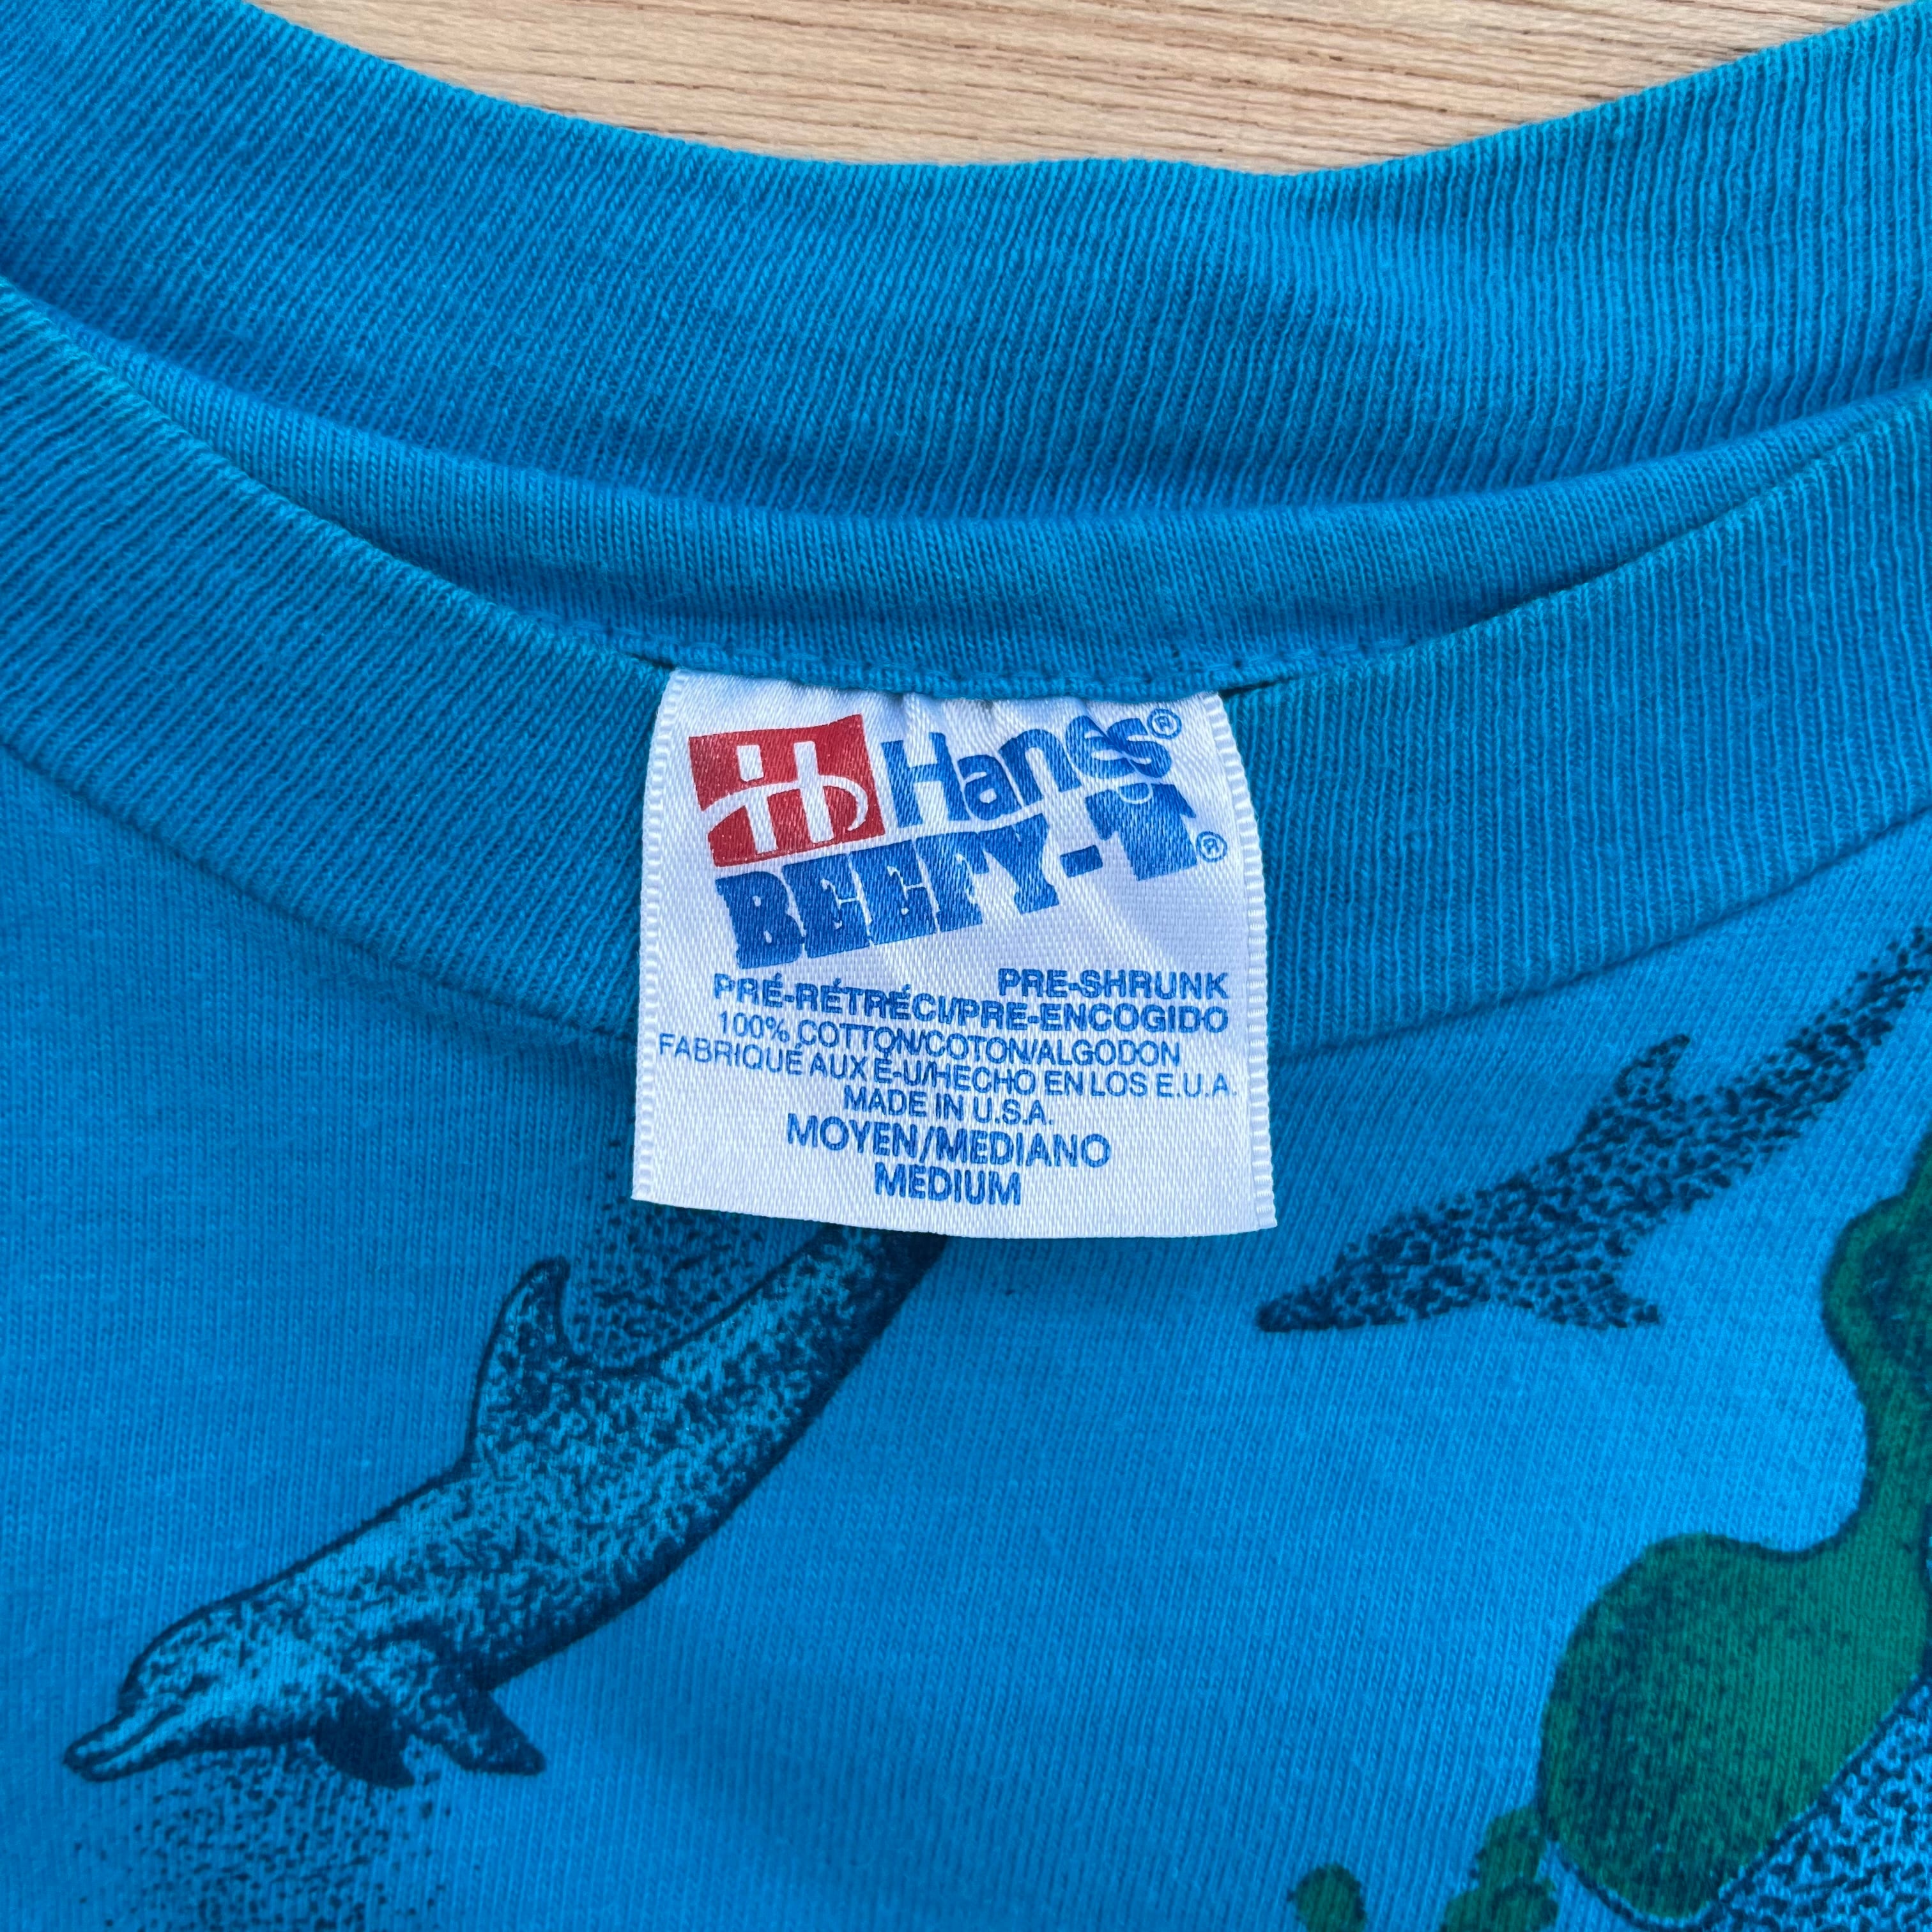 Hanes®
BEEFY-T®
PRE-SHRUNK
PRÉ-RÉTRÉCI/PRE-ENCOGIDO
100% COTTON/COTON/ALGODON
FABRIQUÉ AUX É-U/HECHO EN LOS E.U.A.
MADE IN U.S.A.
MOYEN/MEDIANO
MEDIUM